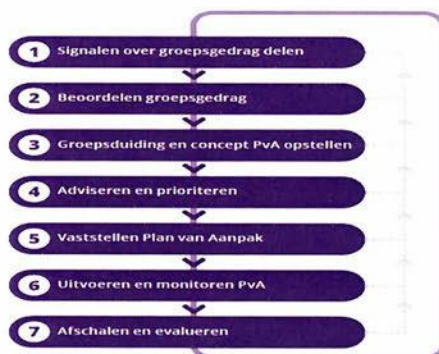 1 Signalen over groepsgedrag delen
2 Beoordelen groepsgedrag
3 Groepsduiding en concept PvA opstellen
4 Adviseren en prioriteren
5 Vaststellen Plan van Aanpak
6 Uitvoeren en monitoren PvA
7 Afschalen en evalueren